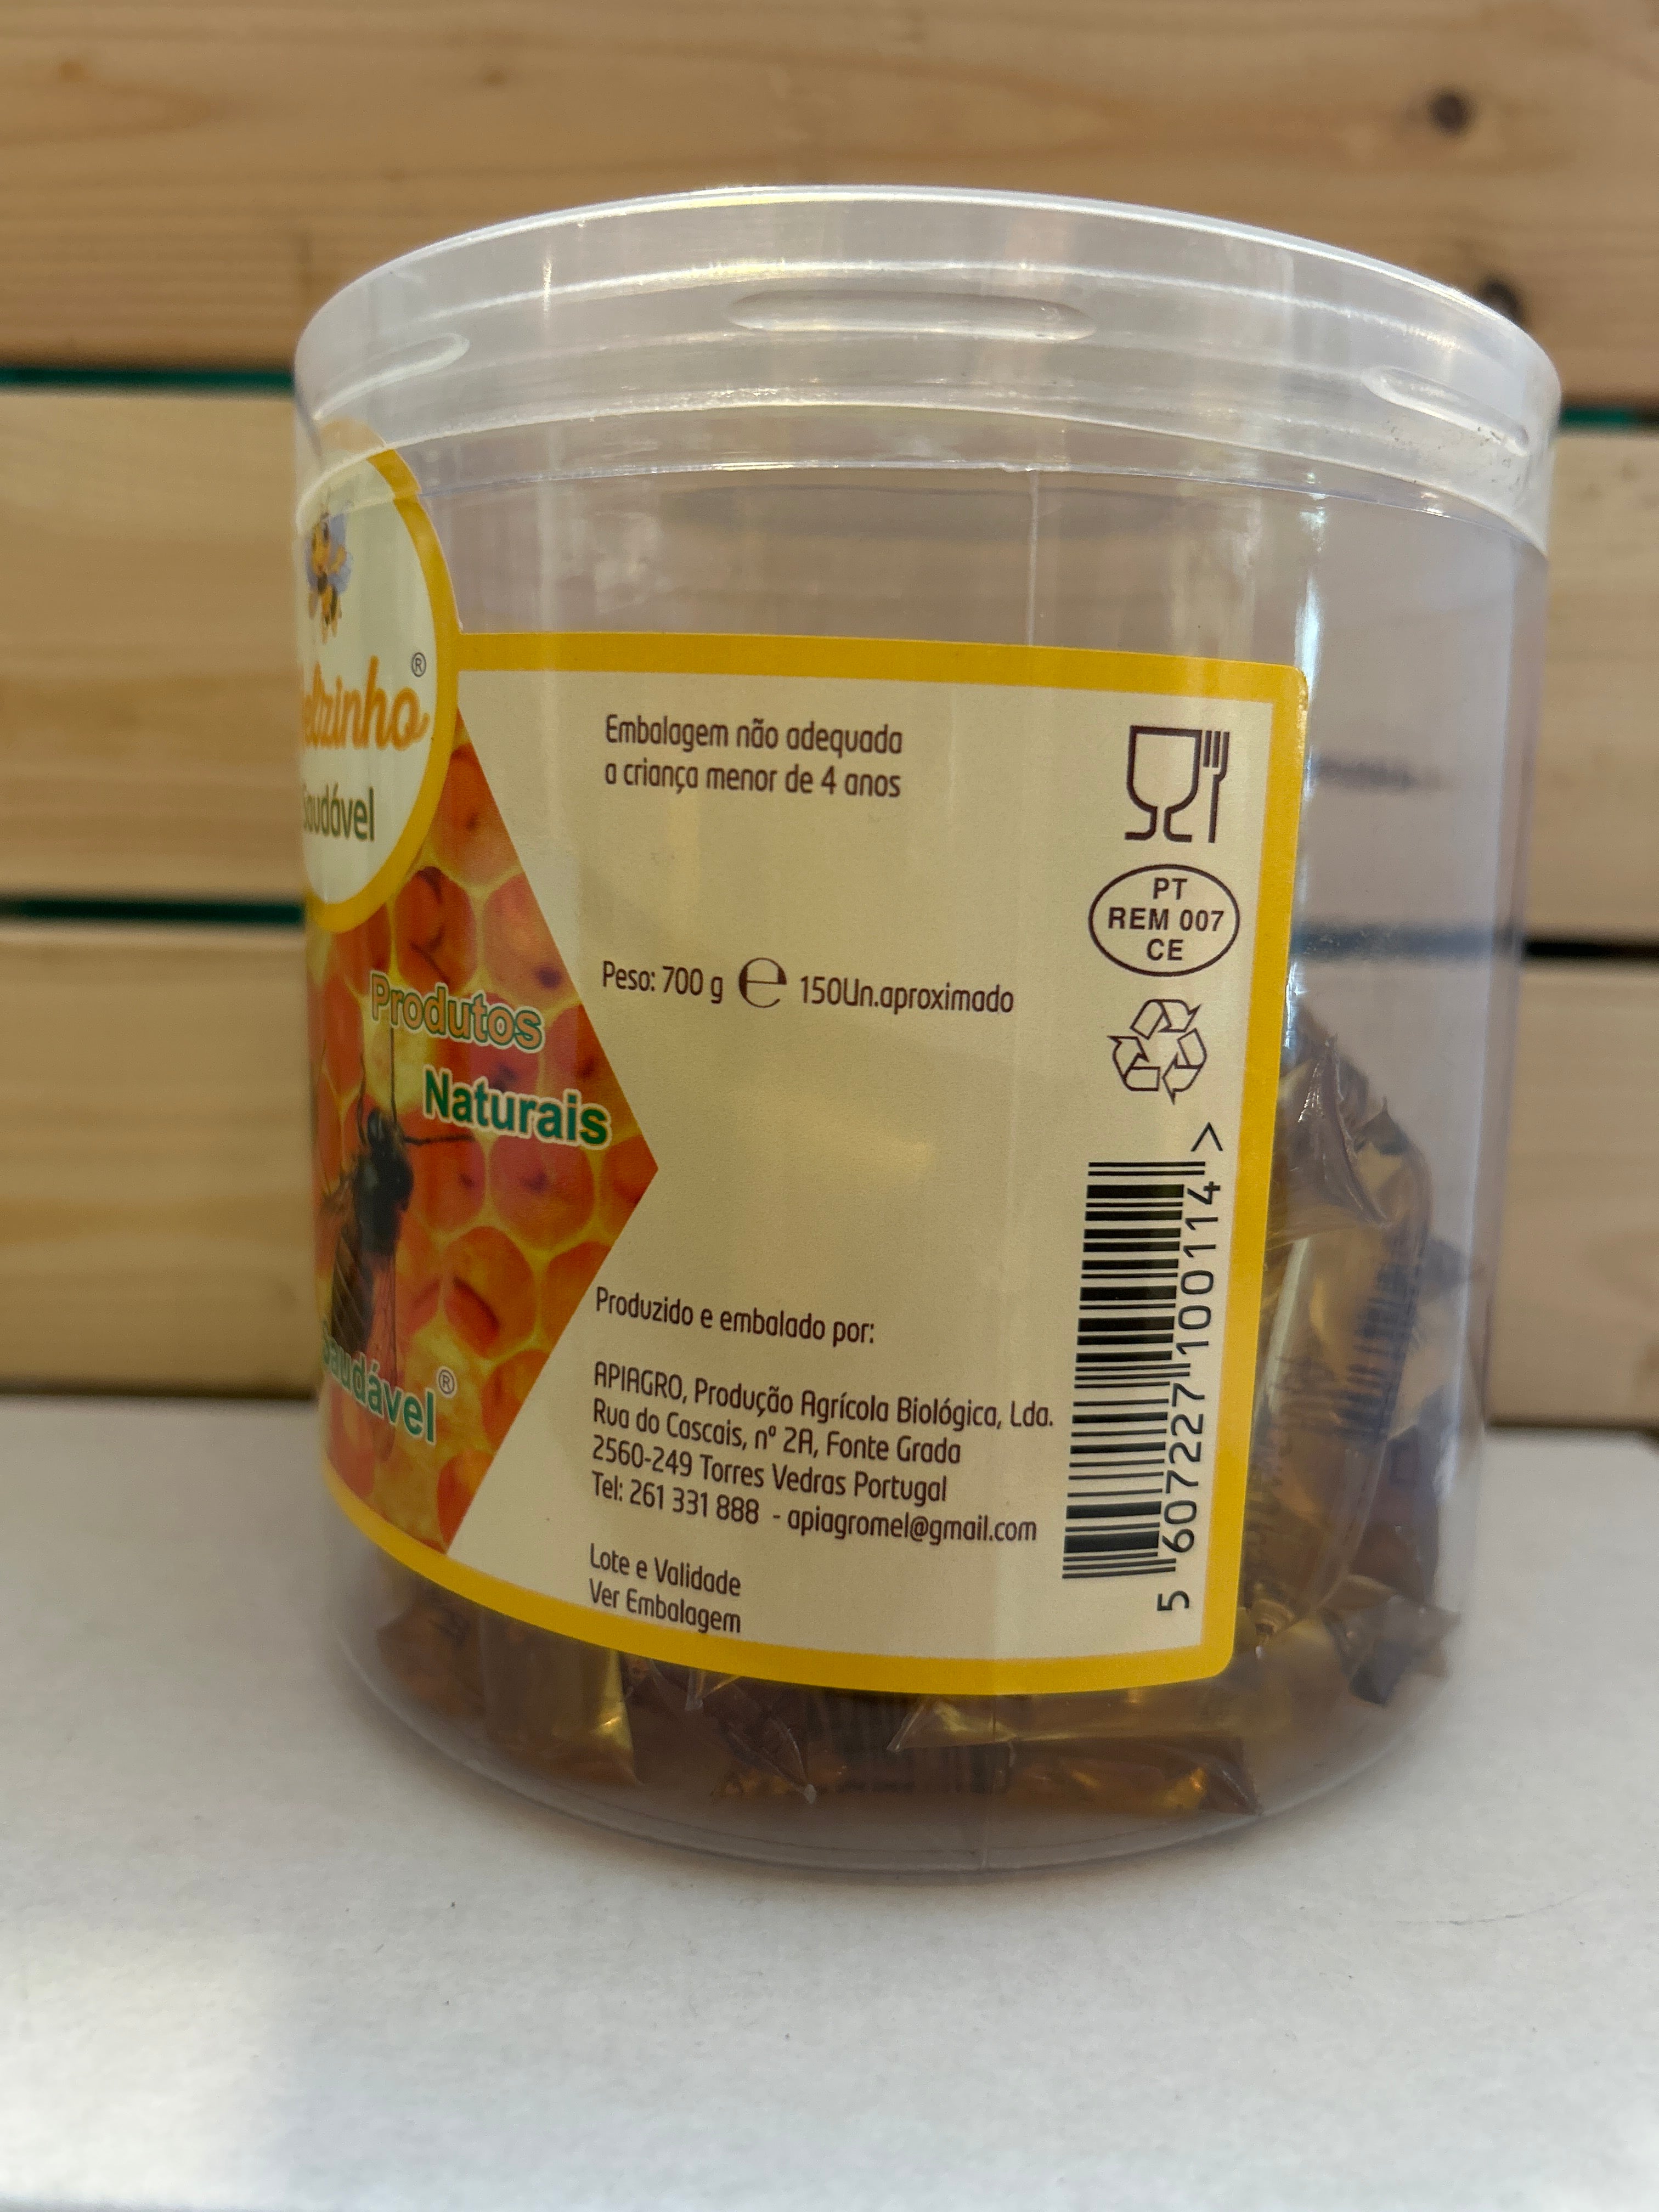 ®
Saudável
Produtos
Naturais
Saudável®
Embalagem não adequada
a criança menor de 4 anos
Peso: 700 g ℮ 150Un.aproximado
Produzido e embalado por:
APIAGRO, Produção Agrícola Biológica, Lda.
Rua do Cascais, nº 2A, Fonte Grada
2560-249 Torres Vedras Portugal
Tel: 261 331 888 - apiagromel@gmail.com
Lote e Validade
Ver Embalagem
PT
REM 007
CE
5 607227 100114 >